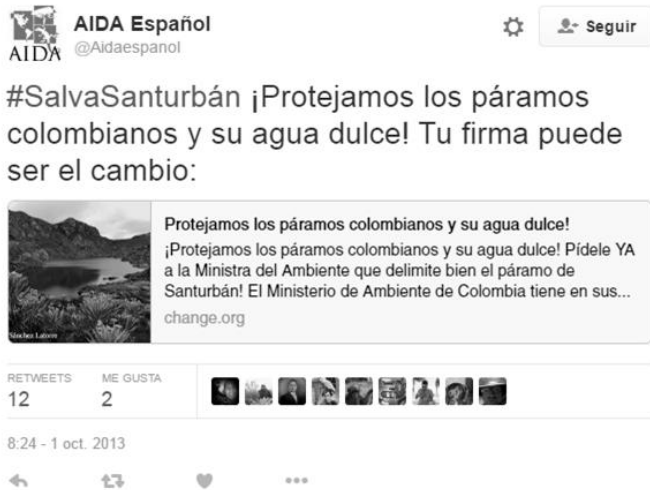 AIDA
AIDA Español
@Aidaespanol
Seguir
#SalvaSanturbán ¡Protejamos los páramos
colombianos y su agua dulce! Tu firma puede
ser el cambio:
Protejamos los páramos colombianos y su agua dulce!
¡Protejamos los páramos colombianos y su agua dulce! Pídele YA
a la Ministra del Ambiente que delimite bien el páramo de
Santurbán! El Ministerio de Ambiente de Colombia tiene en sus...
change.org
Sánchez Latorre
RETWEETS
12
ME GUSTA
2
8:24 - 1 oct. 2013